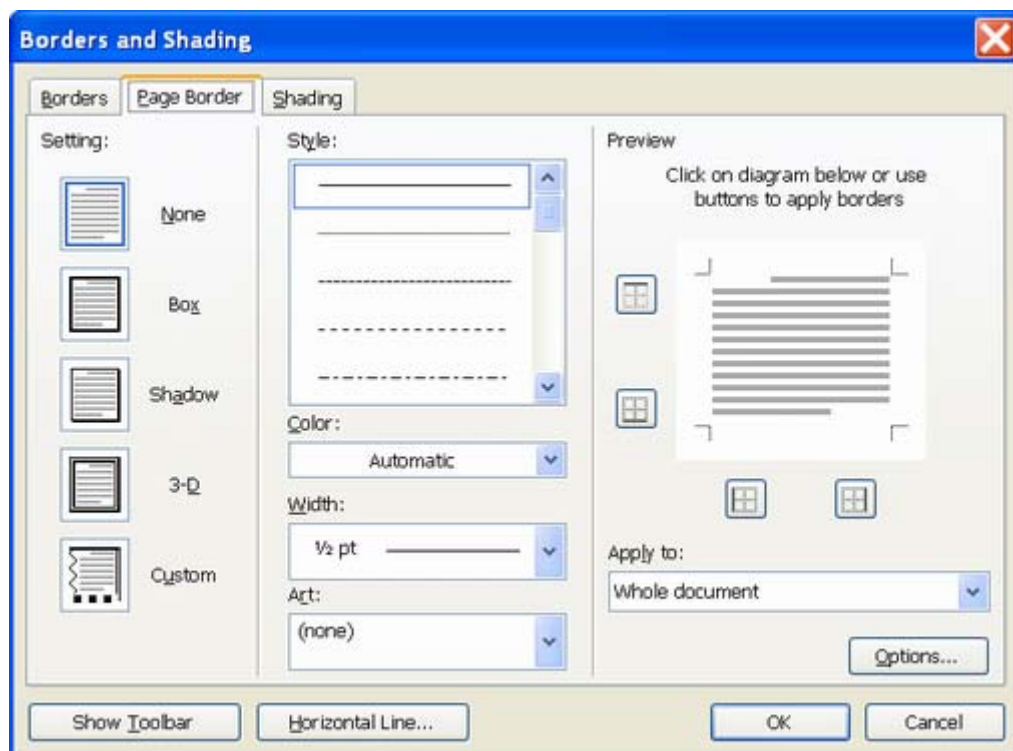 Borders and Shading
Borders
Page Border
Shading
Setting:
None
Box
Shadow
3-D
Custom
Style:
Color:
Automatic
Width:
½ pt
Art:
(none)
Preview
Click on diagram below or use
buttons to apply borders
Apply to:
Whole document
Options...
Show Toolbar
Horizontal Line...
OK
Cancel